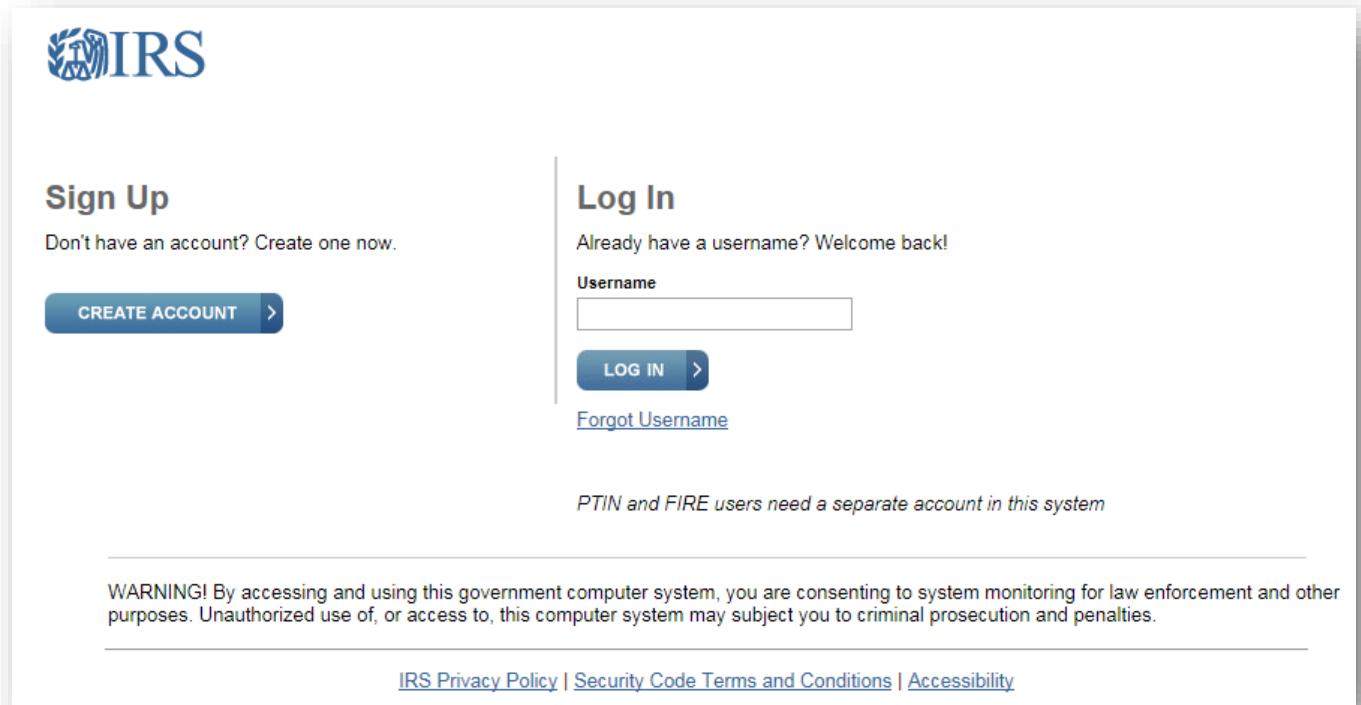 IRS
Sign Up
Don't have an account? Create one now.
CREATE ACCOUNT >
Log In
Already have a username? Welcome back!
Username
LOG IN >
Forgot Username
PTIN and FIRE users need a separate account in this system
WARNING! By accessing and using this government computer system, you are consenting to system monitoring for law enforcement and other
purposes. Unauthorized use of, or access to, this computer system may subject you to criminal prosecution and penalties.
IRS Privacy Policy | Security Code Terms and Conditions | Accessibility